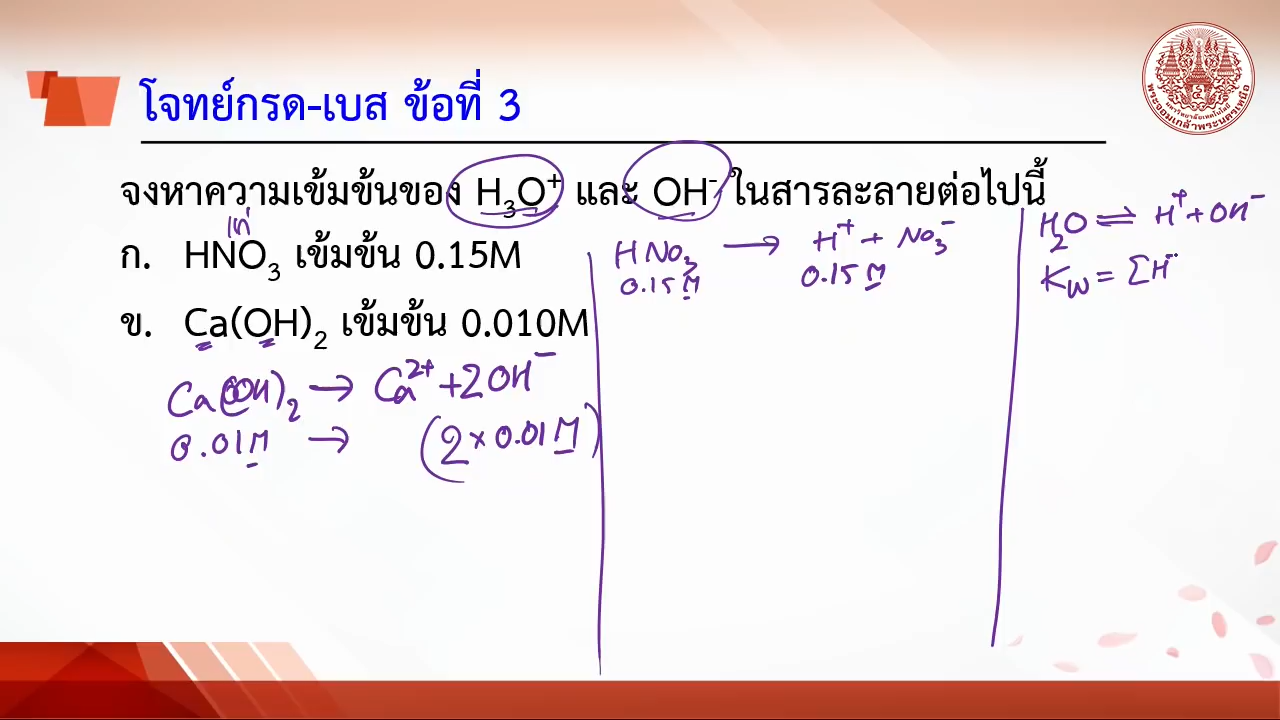 โจทย์กรด-เบส ข้อที่ 3
จงหาความเข้มข้นของ H₃O⁺ และ OH⁻ ในสารละลายต่อไปนี้
แก่
ก. HNO₃ เข้มข้น 0.15M
ข. Ca(OH)₂ เข้มข้น 0.010M
Ca(OH)₂ → Ca²⁺ + 2OH⁻
0.01M → (2 × 0.01M)
HNO₃ → H⁺ + NO₃⁻
0.15M 0.15M
H₂O ⇌ H⁺ + OH⁻
Kw = [H⁺